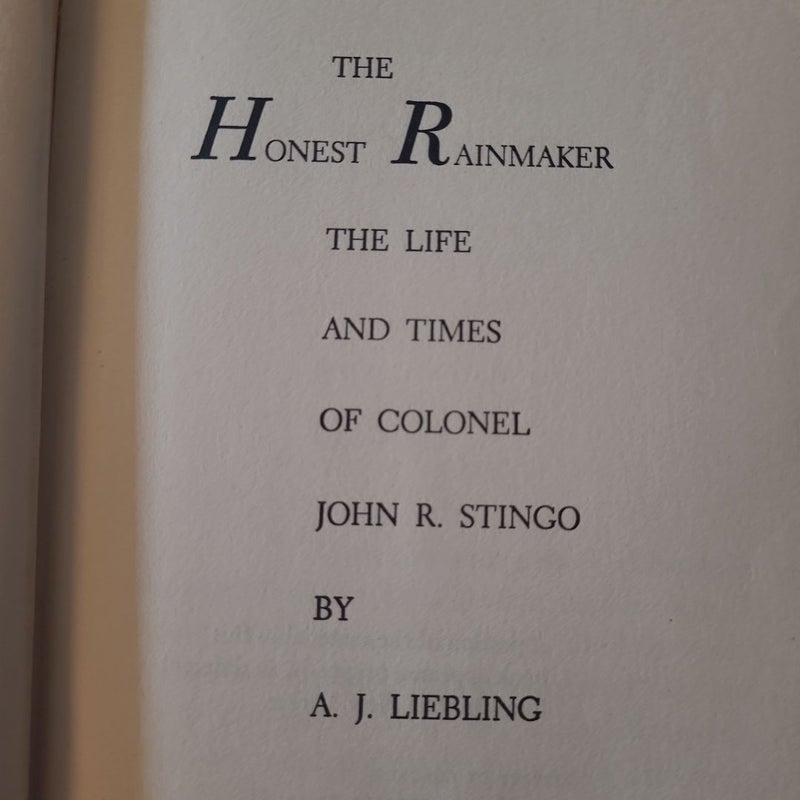 THE
HONEST RAINMAKER
THE LIFE
AND TIMES
OF COLONEL
JOHN R. STINGO
BY
A. J. LIEBLING